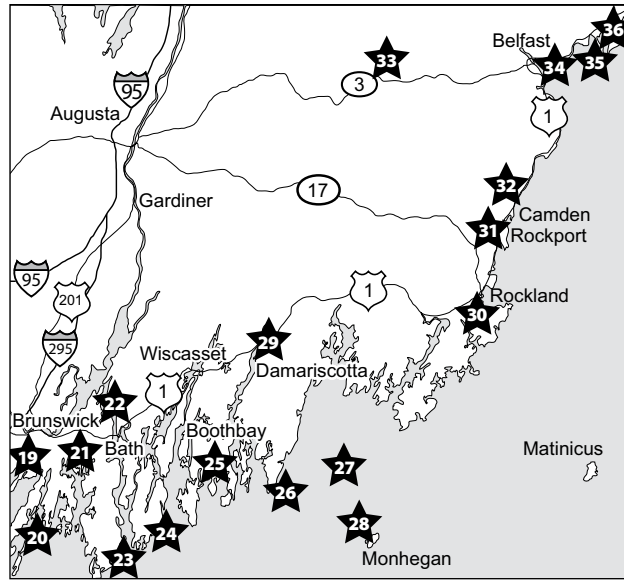 36
Belfast
33
34
35
95
3
Augusta
1
32
17
Gardiner
Camden
31
Rockport
95
201
1
Rockland
30
295
29
Wiscasset
Damariscotta
22
1
Brunswick
Boothbay
19
21
Bath
25
27
Matinicus
26
28
20
24
23
Monhegan